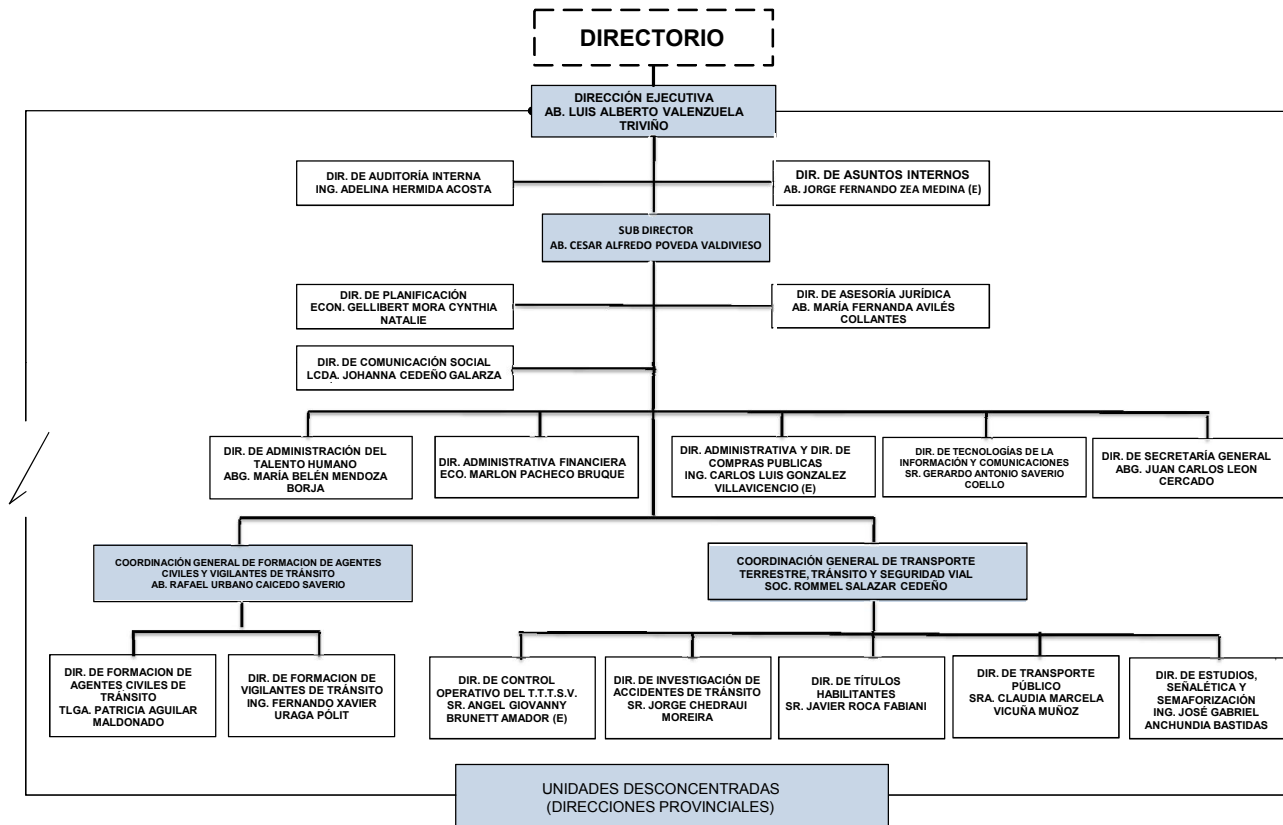 DIRECTORIO
DIRECCIÓN EJECUTIVA
AB. LUIS ALBERTO VALENZUELA
TRIVIÑO
DIR. DE AUDITORÍA INTERNA
ING. ADELINA HERMIDA ACOSTA
DIR. DE ASUNTOS INTERNOS
AB. JORGE FERNANDO ZEA MEDINA (E)
SUB DIRECTOR
AB. CESAR ALFREDO POVEDA VALDIVIESO
DIR. DE PLANIFICACIÓN
ECON. GELLIBERT MORA CYNTHIA
NATALIE
DIR. DE ASESORÍA JURÍDICA
AB. MARÍA FERNANDA AVILÉS
COLLANTES
DIR. DE COMUNICACIÓN SOCIAL
LCDA. JOHANNA CEDEÑO GALARZA
DIR. DE ADMINISTRACIÓN DEL
TALENTO HUMANO
ABG. MARÍA BELÉN MENDOZA
BORJA
DIR. ADMINISTRATIVA FINANCIERA
ECO. MARLON PACHECO BRUQUE
DIR. ADMINISTRATIVA Y DIR. DE
COMPRAS PUBLICAS
ING. CARLOS LUIS GONZALEZ
VILLAVICENCIO (E)
DIR. DE TECNOLOGÍAS DE LA
INFORMACIÓN Y COMUNICACIONES
SR. GERARDO ANTONIO SAVERIO
COELLO
DIR. DE SECRETARÍA GENERAL
ABG. JUAN CARLOS LEON
CERCADO
COORDINACIÓN GENERAL DE FORMACION DE AGENTES
CIVILES Y VIGILANTES DE TRÁNSITO
AB. RAFAEL URBANO CAICEDO SAVERIO
COORDINACIÓN GENERAL DE TRANSPORTE
TERRESTRE, TRÁNSITO Y SEGURIDAD VIAL
SOC. ROMMEL SALAZAR CEDEÑO
DIR. DE FORMACION DE
AGENTES CIVILES DE
TRÁNSITO
TLGA. PATRICIA AGUILAR
MALDONADO
DIR. DE FORMACION DE
VIGILANTES DE TRÁNSITO
ING. FERNANDO XAVIER
URAGA PÓLIT
DIR. DE CONTROL
OPERATIVO DEL T.T.T.S.V.
SR. ANGEL GIOVANNY
BRUNETT AMADOR (E)
DIR. DE INVESTIGACIÓN DE
ACCIDENTES DE TRÁNSITO
SR. JORGE CHEDRAUI
MOREIRA
DIR. DE TÍTULOS
HABILITANTES
SR. JAVIER ROCA FABIANI
DIR. DE TRANSPORTE
PÚBLICO
SRA. CLAUDIA MARCELA
VICUÑA MUÑOZ
DIR. DE ESTUDIOS,
SEÑALÉTICA Y
SEMAFORIZACIÓN
ING. JOSÉ GABRIEL
ANCHUNDIA BASTIDAS
UNIDADES DESCONCENTRADAS
(DIRECCIONES PROVINCIALES)